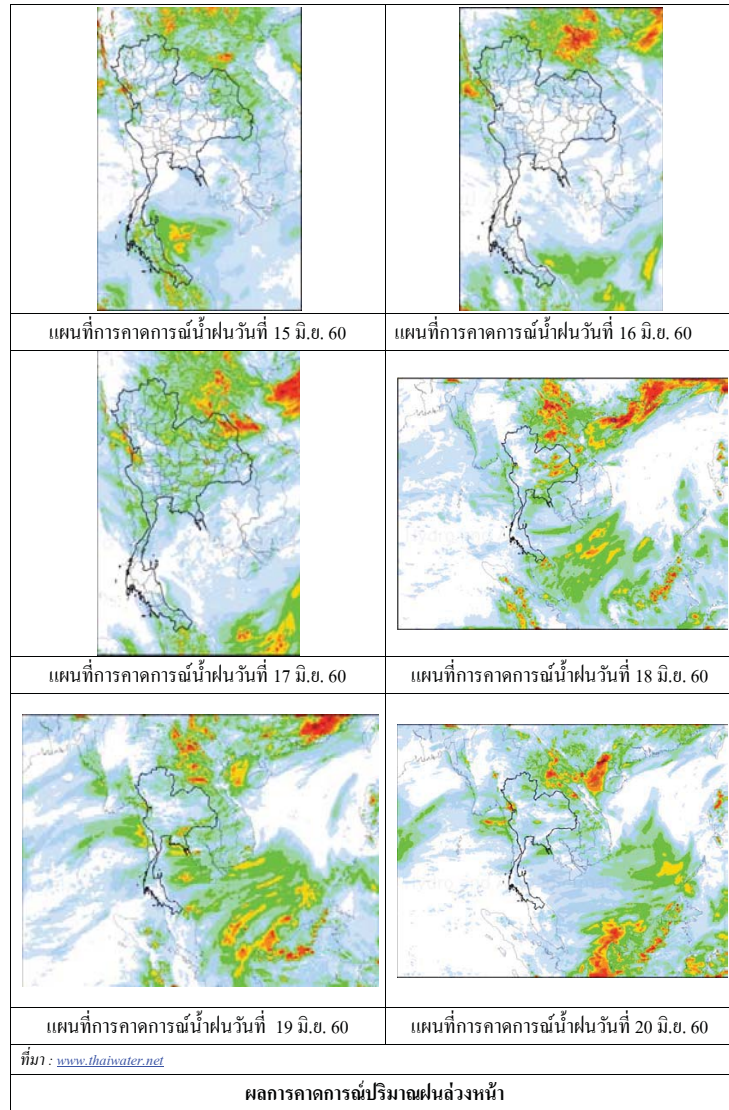 แผนที่การคาดการณ์น้ำฝนวันที่ 15 มิ.ย. 60
แผนที่การคาดการณ์น้ำฝนวันที่ 16 มิ.ย. 60
แผนที่การคาดการณ์น้ำฝนวันที่ 17 มิ.ย. 60
แผนที่การคาดการณ์น้ำฝนวันที่ 18 มิ.ย. 60
แผนที่การคาดการณ์น้ำฝนวันที่ 19 มิ.ย. 60
แผนที่การคาดการณ์น้ำฝนวันที่ 20 มิ.ย. 60
ที่มา : www.thaiwater.net
ผลการคาดการณ์ปริมาณฝนล่วงหน้า